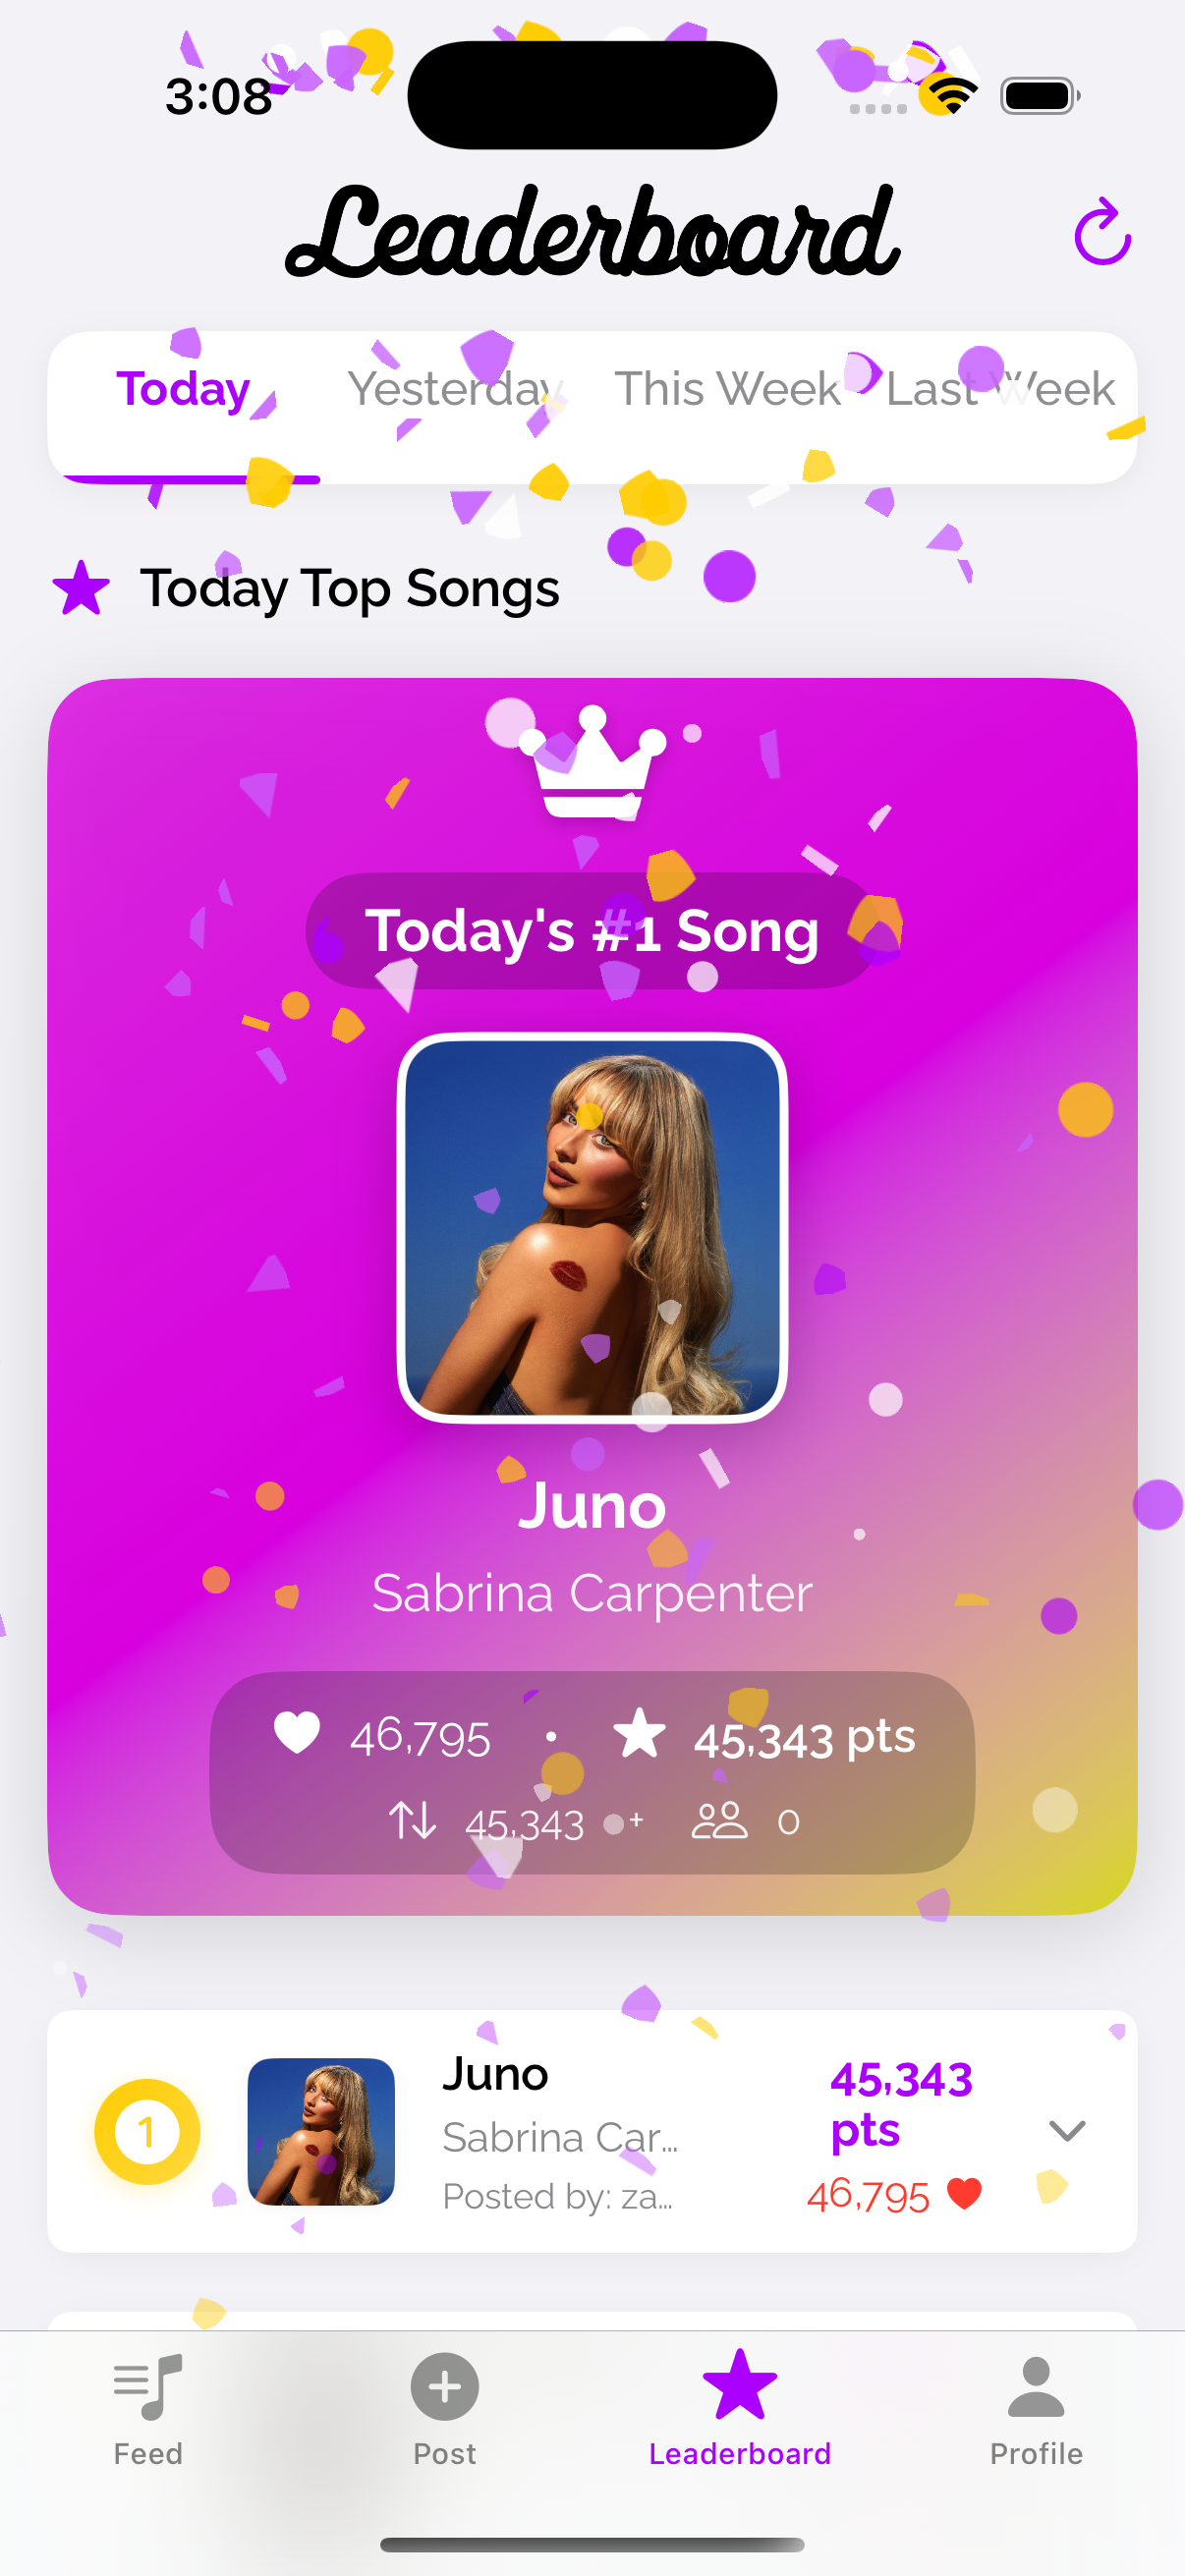 3:08
Leaderboard
Today Yesterday This Week Last Week
Today Top Songs
Today's #1 Song
Juno
Sabrina Carpenter
46,795 • 45,343 pts
45,343 + 0
1
Juno
Sabrina Car...
Posted by: za...
45,343
pts
46,795
Feed Post Leaderboard Profile